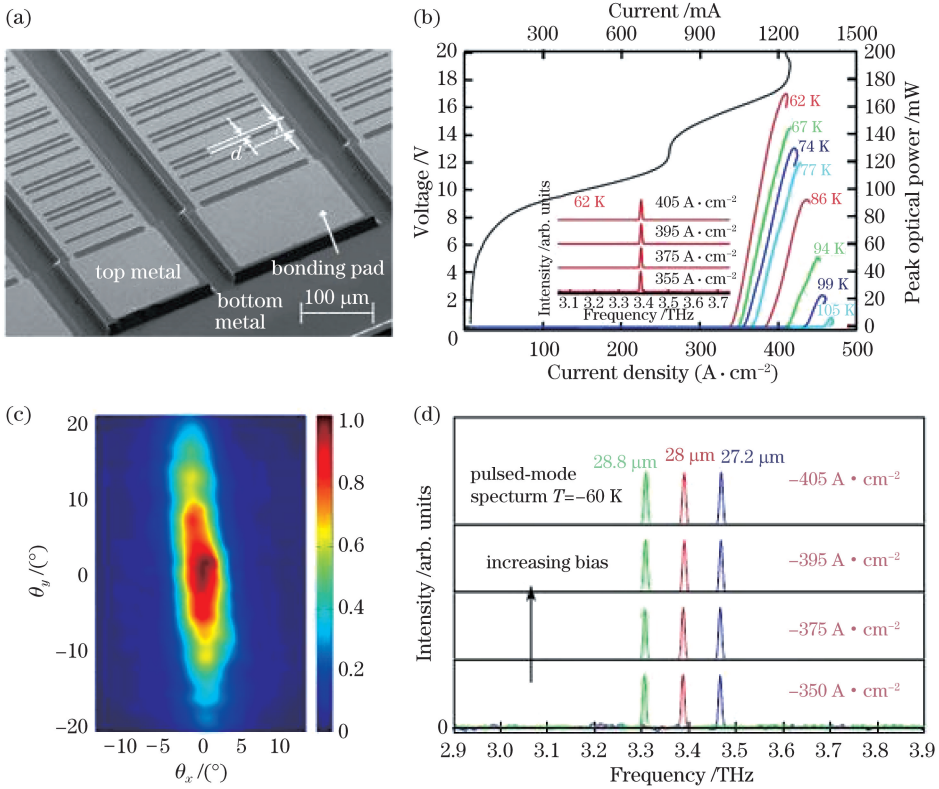 (a)
d
Λ
top metal
bonding pad
bottom
metal
100 μm
(b)
Current /mA
300 600 900 1200 1500
Voltage /V
20
18
16
14
12
10
8
6
4
2
0
200
180
160
140
120
100
80
60
40
20
0
Peak optical power /mW
62 K
67 K
74 K
77 K
86 K
94 K
99 K
105 K
62 K
405 A · cm⁻²
395 A · cm⁻²
375 A · cm⁻²
355 A · cm⁻²
Intensity /arb. units
3.1 3.2 3.3 3.4 3.5 3.6 3.7
Frequency /THz
100 200 300 400 500
Current density (A · cm⁻²)
(c)
20
10
0
-10
-20
θy/(°)
-10 -5 0 5 10
θx/(°)
1.0
0.8
0.6
0.4
0.2
0
(d)
28.8 μm 28 μm 27.2 μm
pulsed-mode
specturm T=-60 K
-405 A · cm⁻²
increasing bias
-395 A · cm⁻²
-375 A · cm⁻²
-350 A · cm⁻²
Intensity /arb. units
0
2.9 3.0 3.1 3.2 3.3 3.4 3.5 3.6 3.7 3.8 3.9
Frequency /THz